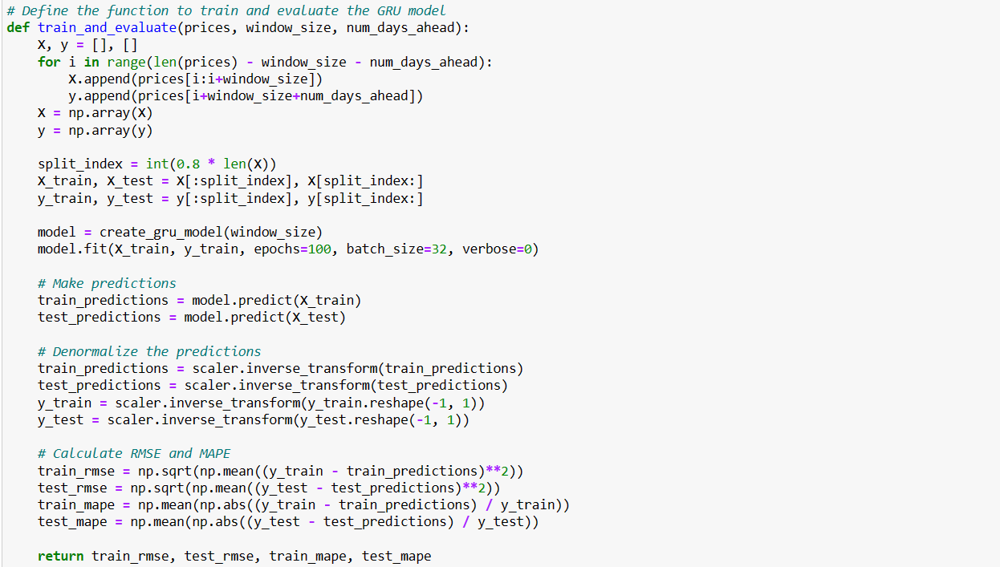 # Define the function to train and evaluate the GRU model
def train_and_evaluate(prices, window_size, num_days_ahead):
    X, y = [], []
    for i in range(len(prices) - window_size - num_days_ahead):
        X.append(prices[i:i+window_size])
        y.append(prices[i+window_size+num_days_ahead])
    X = np.array(X)
    y = np.array(y)

    split_index = int(0.8 * len(X))
    X_train, X_test = X[:split_index], X[split_index:]
    y_train, y_test = y[:split_index], y[split_index:]

    model = create_gru_model(window_size)
    model.fit(X_train, y_train, epochs=100, batch_size=32, verbose=0)

    # Make predictions
    train_predictions = model.predict(X_train)
    test_predictions = model.predict(X_test)

    # Denormalize the predictions
    train_predictions = scaler.inverse_transform(train_predictions)
    test_predictions = scaler.inverse_transform(test_predictions)
    y_train = scaler.inverse_transform(y_train.reshape(-1, 1))
    y_test = scaler.inverse_transform(y_test.reshape(-1, 1))

    # Calculate RMSE and MAPE
    train_rmse = np.sqrt(np.mean((y_train - train_predictions)**2))
    test_rmse = np.sqrt(np.mean((y_test - test_predictions)**2))
    train_mape = np.mean(np.abs((y_train - train_predictions) / y_train))
    test_mape = np.mean(np.abs((y_test - test_predictions) / y_test))

    return train_rmse, test_rmse, train_mape, test_mape